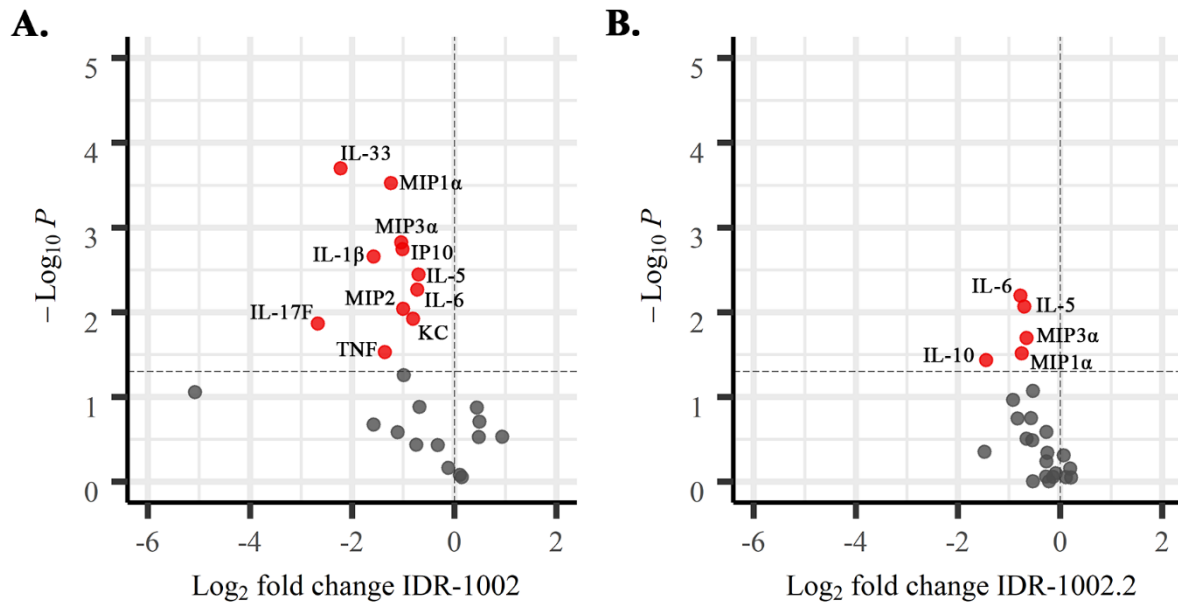 A.
5
4
3
2
1
0
− Log₁₀ P
IL-33
MIP1α
MIP3α
IP10
IL-1β
IL-5
IL-6
MIP2
KC
IL-17F
TNF
-6
-4
-2
0
2
Log₂ fold change IDR-1002
B.
5
4
3
2
1
0
− Log₁₀ P
IL-6
IL-5
MIP3α
IL-10
MIP1α
-6
-4
-2
0
2
Log₂ fold change IDR-1002.2